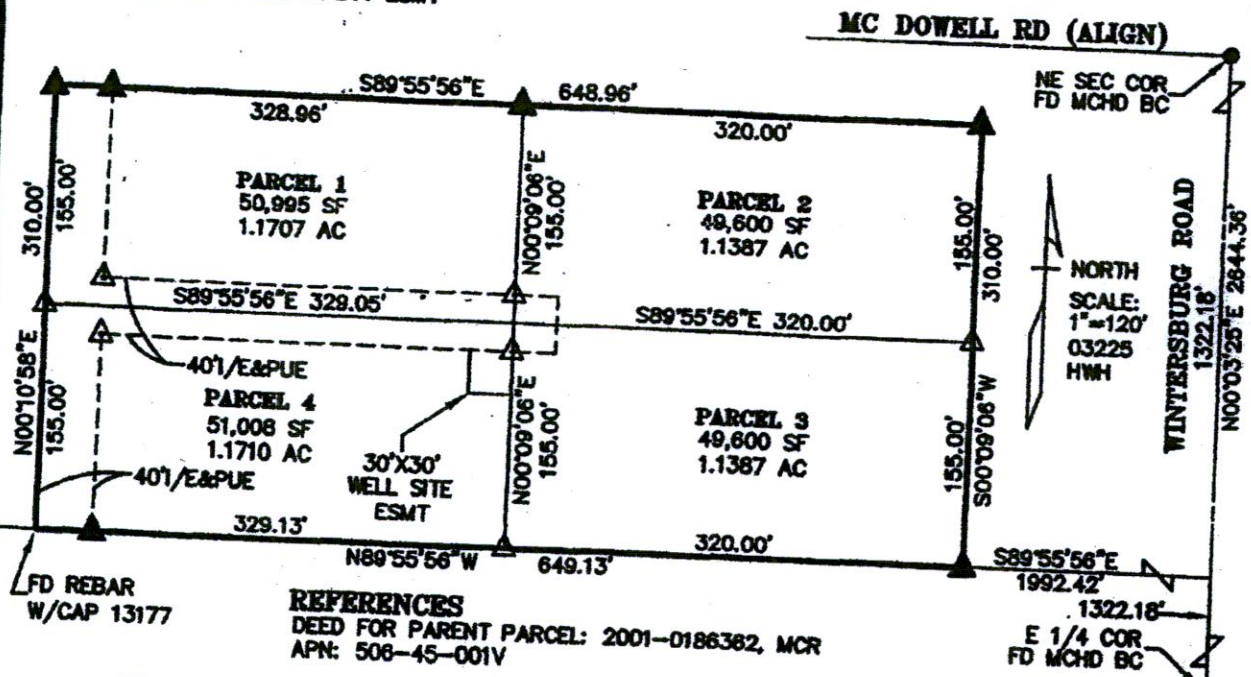 MC DOWELL RD (ALIGN)
NE SEC COR
FD MCHD BC
S89°55'56"E 648.96'
328.96'
320.00'
310.00'
155.00'
PARCEL 1
50,995 SF
1.1707 AC
N00°09'06"E
155.00'
PARCEL 2
49,600 SF
1.1387 AC
155.00'
310.00'
NORTH
SCALE:
1"=120'
03225
HWH
WINTERSBURG ROAD
1322.18'
N00°03'25"E 2644.36'
S89°55'56"E 329.05'
S89°55'56"E 320.00'
40'I/E&PUE
N00°10'58"E
155.00'
PARCEL 4
51,008 SF
1.1710 AC
40'I/E&PUE
30'X30'
WELL SITE
ESMT
N00°09'06"E
155.00'
PARCEL 3
49,600 SF
1.1387 AC
155.00'
S00°09'06"W
329.13'
N89°55'56"W 649.13'
320.00'
S89°55'56"E
1992.42'
1322.18'
E 1/4 COR
FD MCHD BC
FD REBAR
W/CAP 13177
REFERENCES
DEED FOR PARENT PARCEL: 2001-0186362, MCR
APN: 506-45-001V